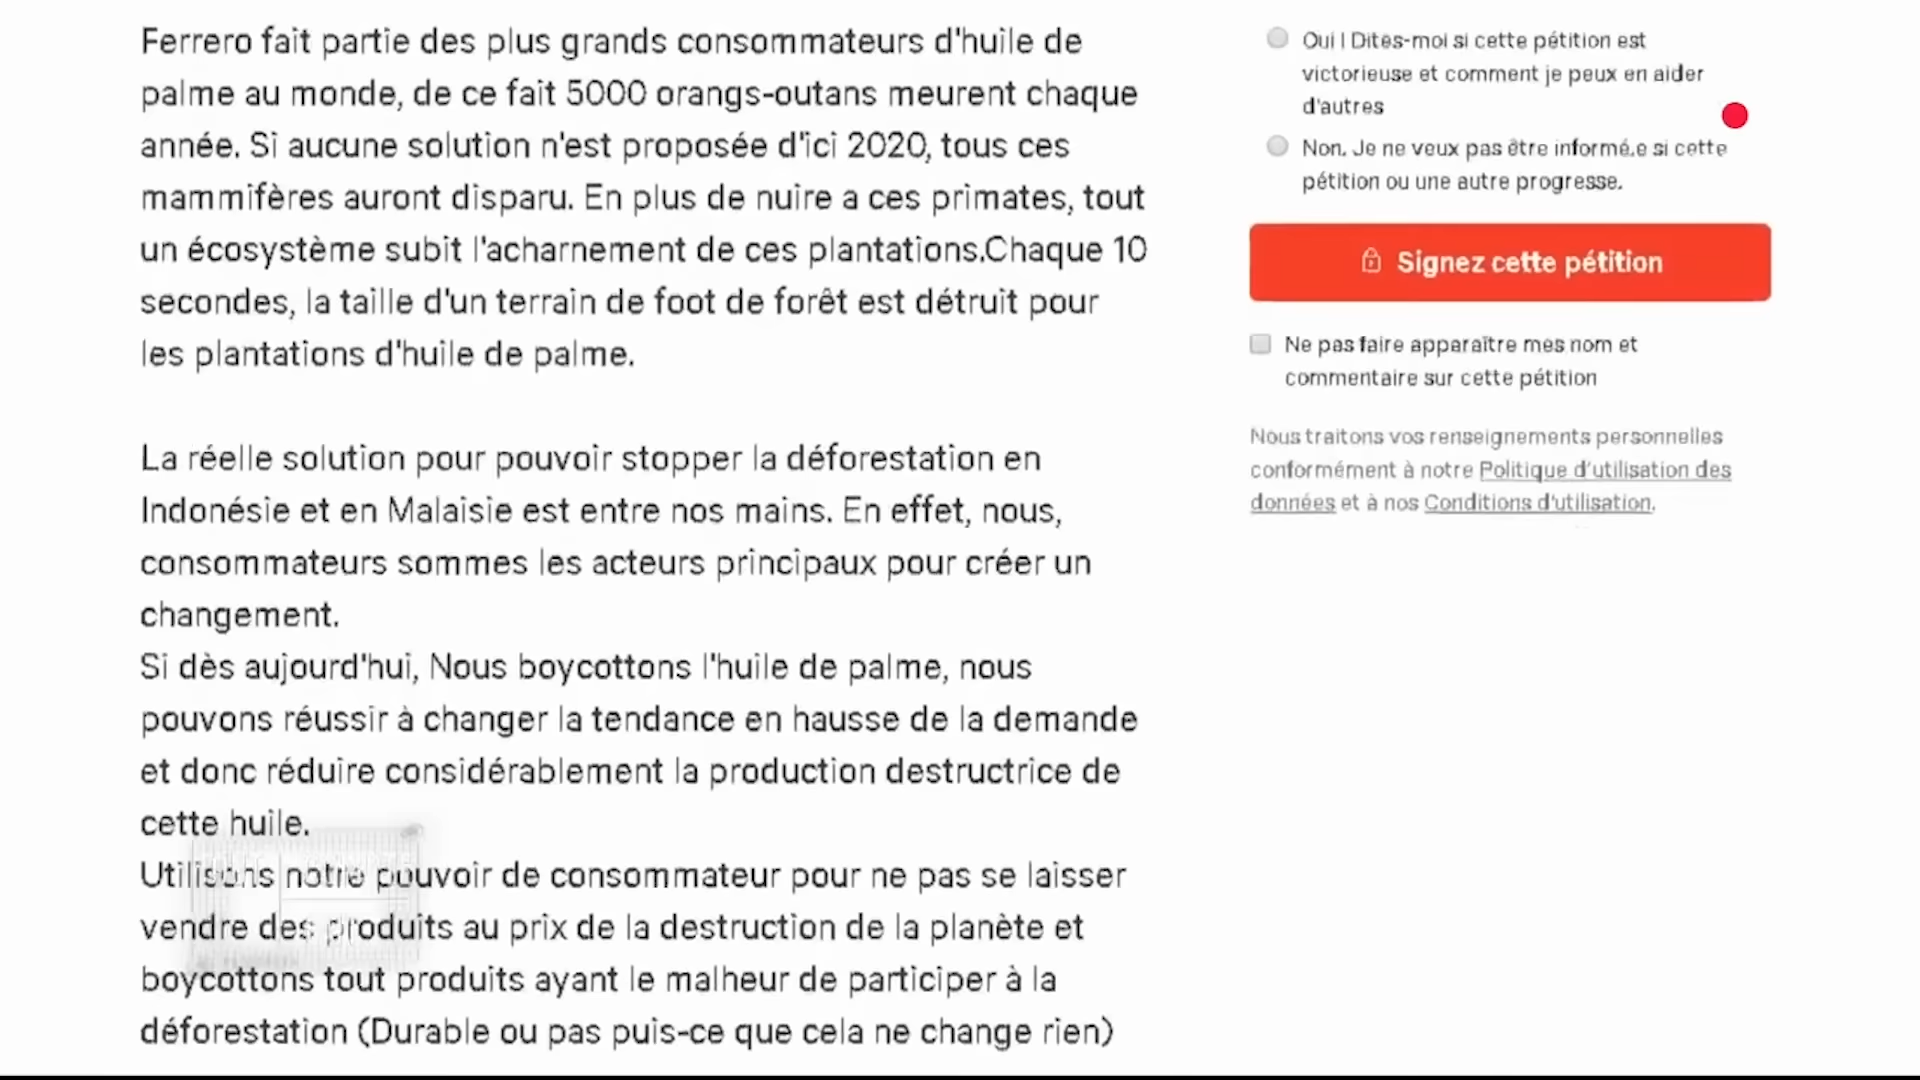 Ferrero fait partie des plus grands consommateurs d'huile de
palme au monde, de ce fait 5000 orangs-outans meurent chaque
année. Si aucune solution n'est proposée d'ici 2020, tous ces
mammifères auront disparu. En plus de nuire a ces primates, tout
un écosystème subit l'acharnement de ces plantations.Chaque 10
secondes, la taille d'un terrain de foot de forêt est détruit pour
les plantations d'huile de palme.
La réelle solution pour pouvoir stopper la déforestation en
Indonésie et en Malaisie est entre nos mains. En effet, nous,
consommateurs sommes les acteurs principaux pour créer un
changement.
Si dès aujourd'hui, Nous boycottons l'huile de palme, nous
pouvons réussir à changer la tendance en hausse de la demande
et donc réduire considérablement la production destructrice de
cette huile.
Utilisons notre pouvoir de consommateur pour ne pas se laisser
vendre des produits au prix de la destruction de la planète et
boycottons tout produits ayant le malheur de participer à la
déforestation (Durable ou pas puis-ce que cela ne change rien)
Oui ! Dites-moi si cette pétition est
victorieuse et comment je peux en aider
d'autres
Non. Je ne veux pas être informé.e si cette
pétition ou une autre progresse.
Signez cette pétition
Ne pas faire apparaître mes nom et
commentaire sur cette pétition
Nous traitons vos renseignements personnelles
conformément à notre Politique d'utilisation des
données et à nos Conditions d'utilisation.